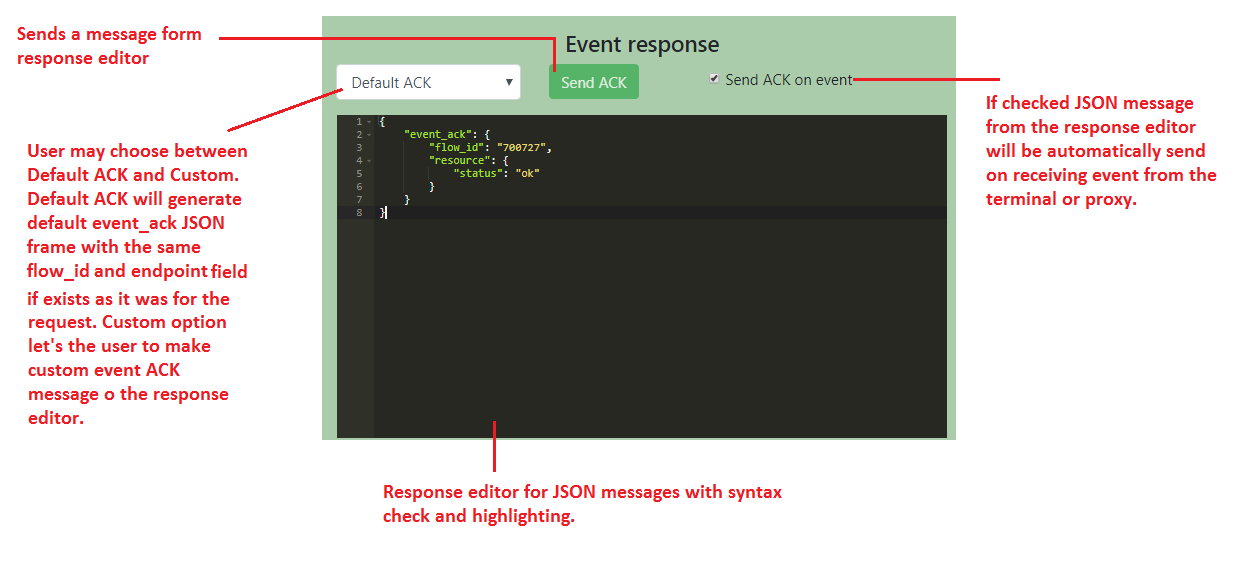 Sends a message form
response editor
Event response
Default ACK
Send ACK
Send ACK on event
If checked JSON message
from the response editor
will be automatically send
on receiving event from the
terminal or proxy.
User may choose between
Default ACK and Custom.
Default ACK will generate
default event_ack JSON
frame with the same
flow_id and endpoint field
if exists as it was for the
request. Custom option
let's the user to make
custom event ACK
message o the response
editor.
1 {
2 "event_ack": {
3 "flow_id": "700727",
4 "resource": {
5 "status": "ok"
6 }
7 }
8 }
Response editor for JSON messages with syntax
check and highlighting.